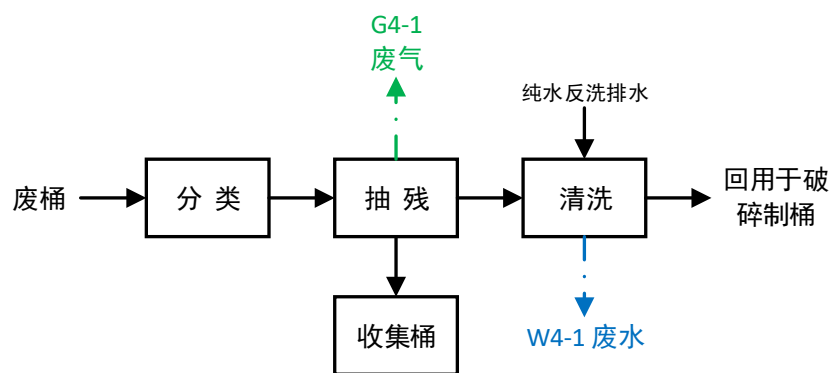 G4-1
废气
纯水反洗排水
废桶
分 类
抽 残
清洗
回用于破
碎制桶
收集桶
W4-1 废水